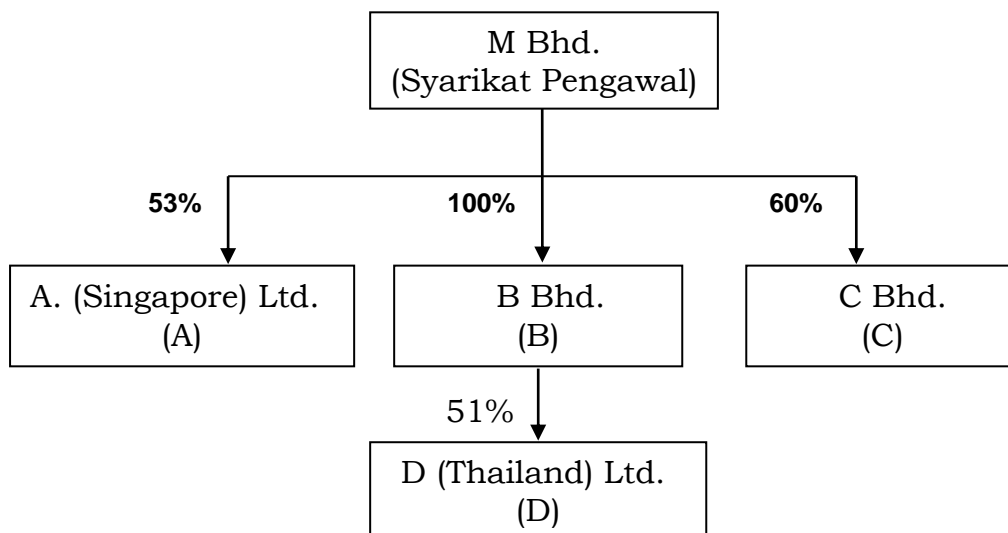 M Bhd.
(Syarikat Pengawal)
53%
100%
60%
A. (Singapore) Ltd.
(A)
B Bhd.
(B)
C Bhd.
(C)
51%
D (Thailand) Ltd.
(D)